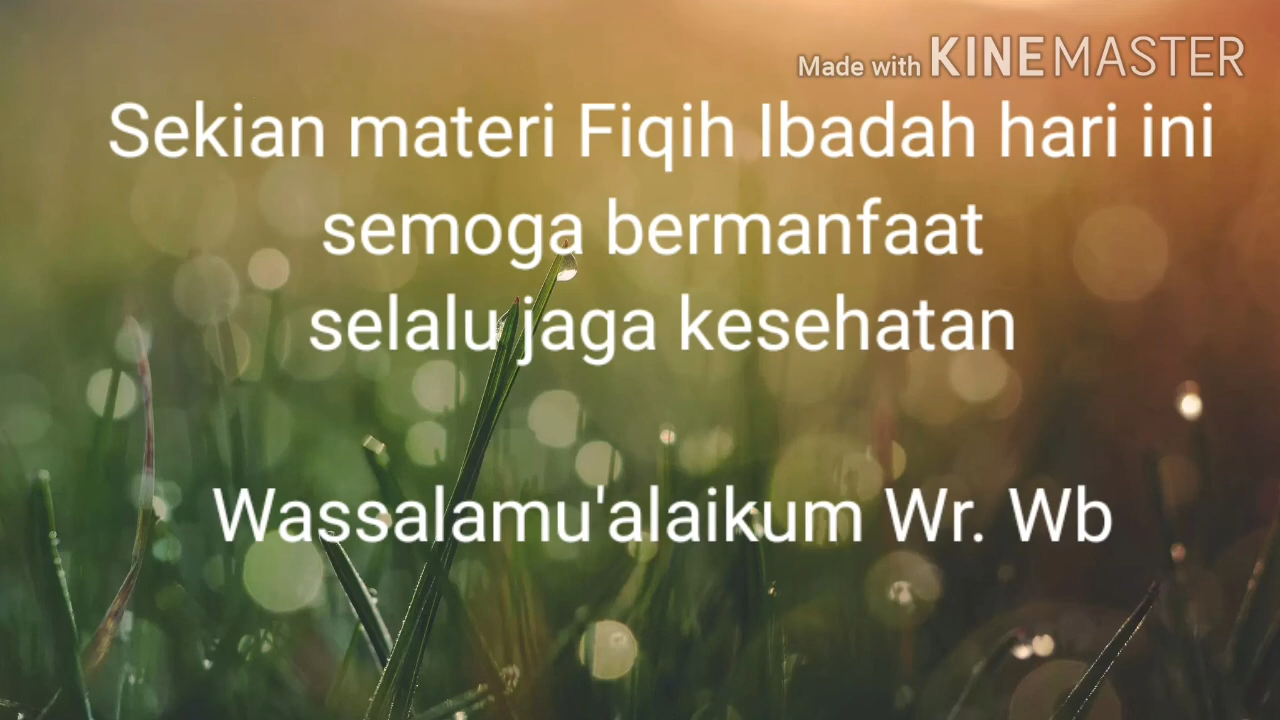 Made with KINEMASTER
Sekian materi Fiqih Ibadah hari ini
semoga bermanfaat
selalu jaga kesehatan
Wassalamu'alaikum Wr. Wb